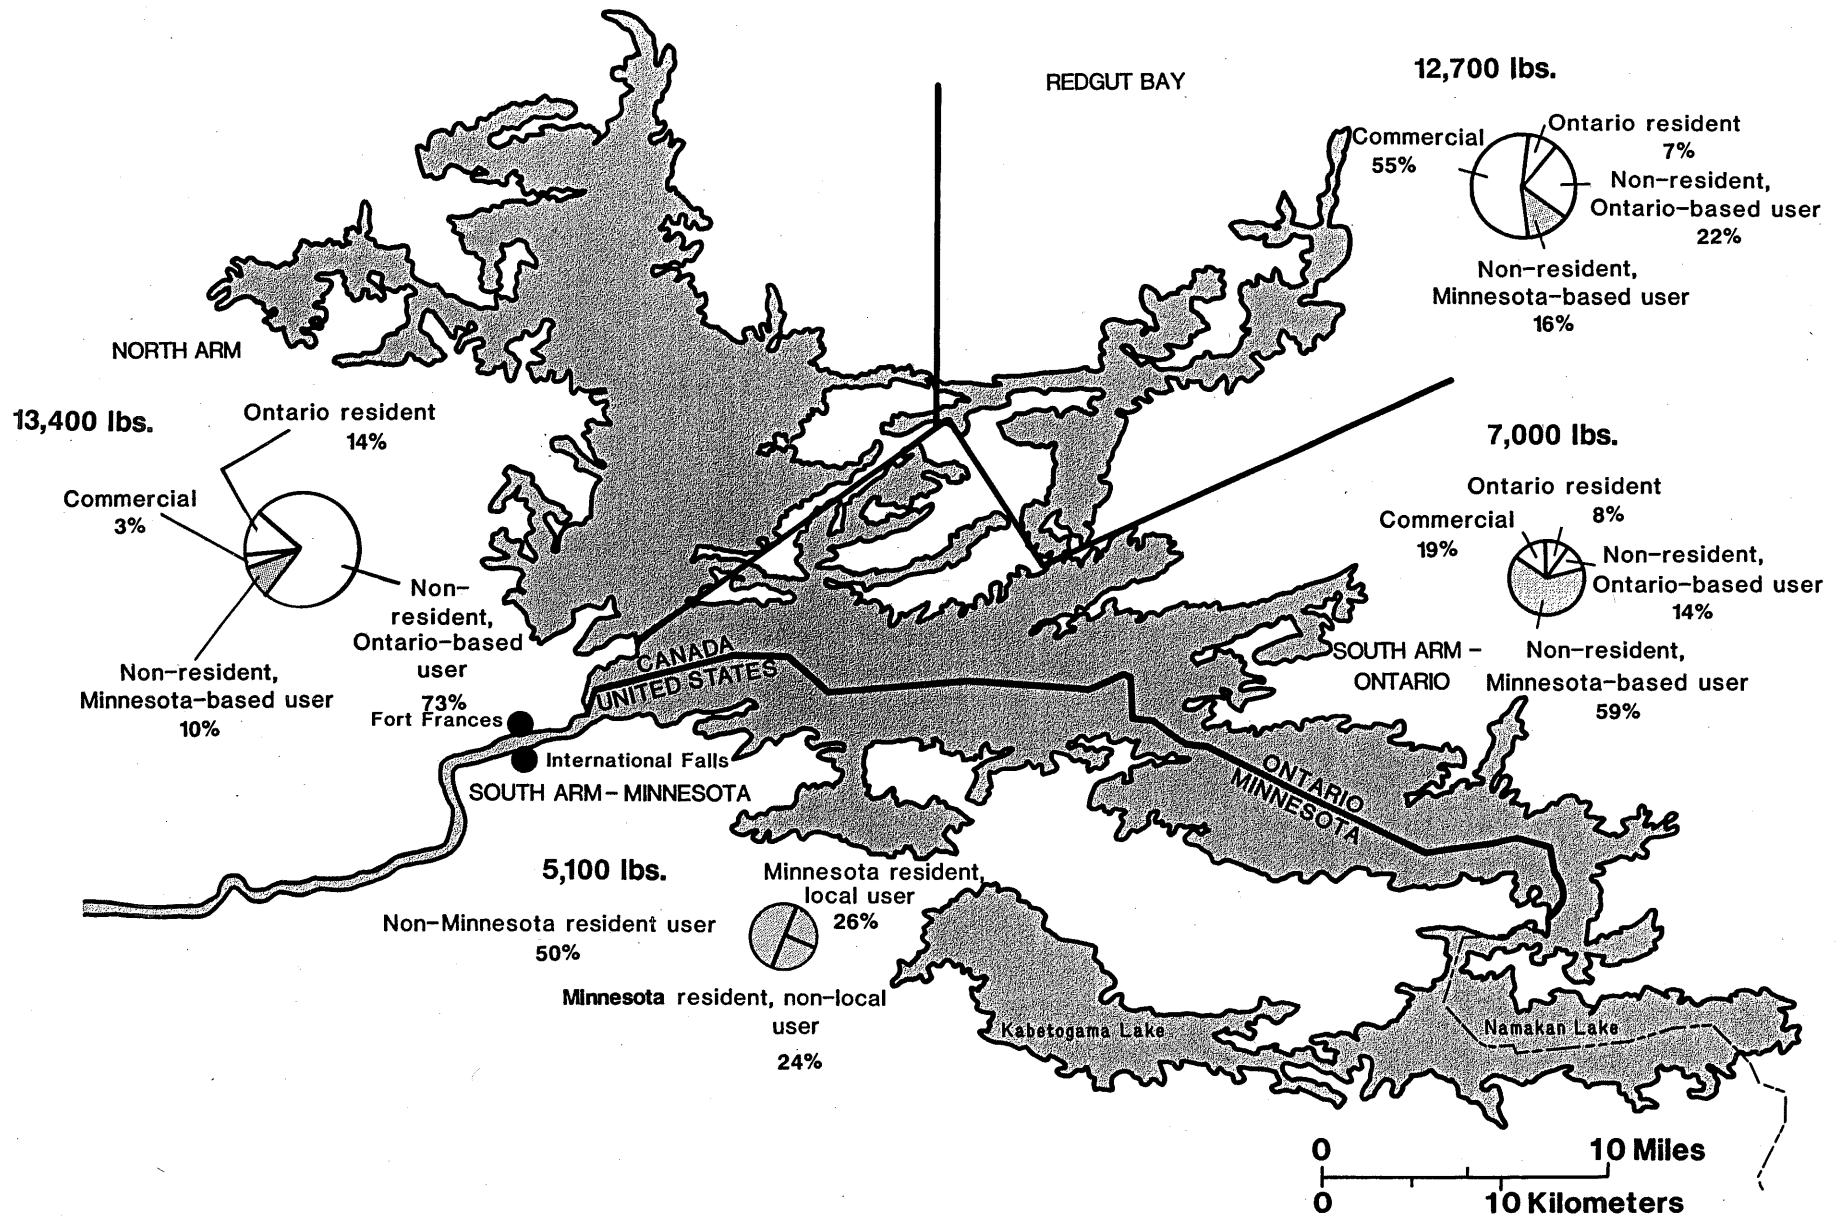 REDGUT BAY
12,700 lbs.
Commercial
55%
Ontario resident
7%
Non-resident,
Ontario-based user
22%
Non-resident,
Minnesota-based user
16%
NORTH ARM
13,400 lbs.
Ontario resident
14%
Commercial
3%
Non-
resident,
Ontario-based
user
73%
Non-resident,
Minnesota-based user
10%
7,000 lbs.
Ontario resident
8%
Commercial
19%
Non-resident,
Ontario-based user
14%
Non-resident,
Minnesota-based user
59%
SOUTH ARM -
ONTARIO
CANADA
UNITED STATES
Fort Frances
International Falls
SOUTH ARM - MINNESOTA
ONTARIO
MINNESOTA
5,100 lbs.
Minnesota resident,
local user
26%
Non-Minnesota resident user
50%
Minnesota resident, non-local
user
24%
Kabetogama Lake
Namakan Lake
0 10 Miles
0 10 Kilometers